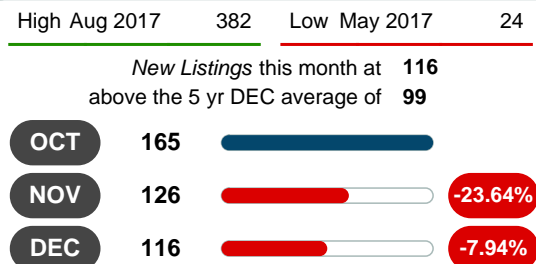 High Aug 2017 382 Low May 2017 24
New Listings this month at 116
above the 5 yr DEC average of 99
OCT 165
NOV 126 -23.64%
DEC 116 -7.94%